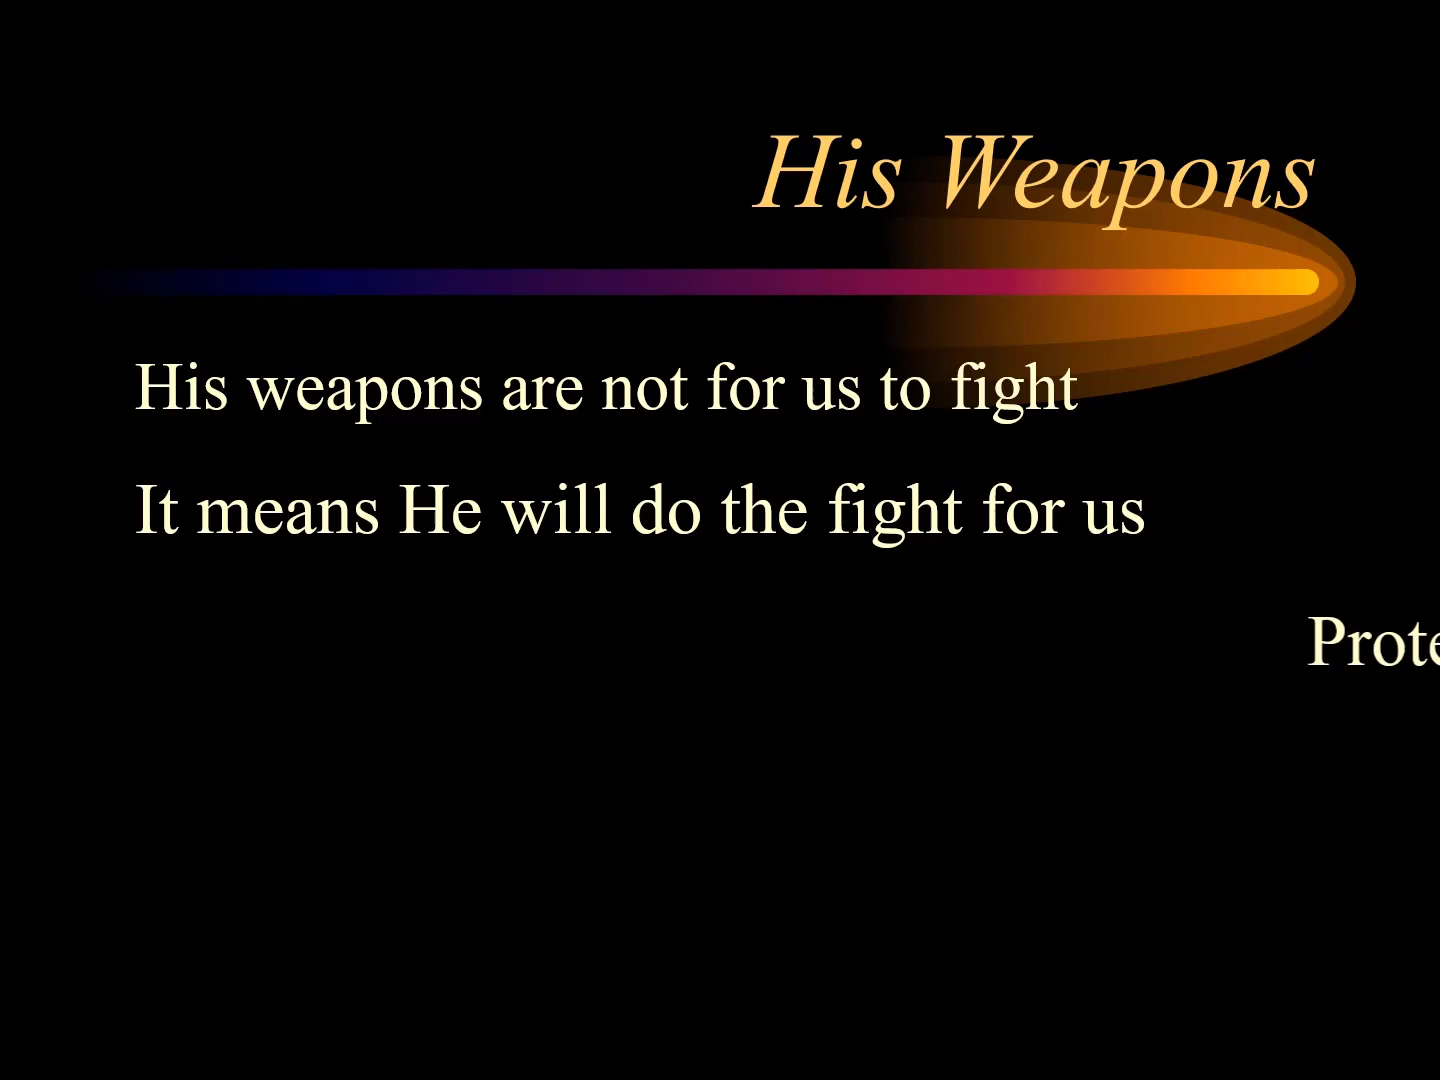 His Weapons
His weapons are not for us to fight
It means He will do the fight for us